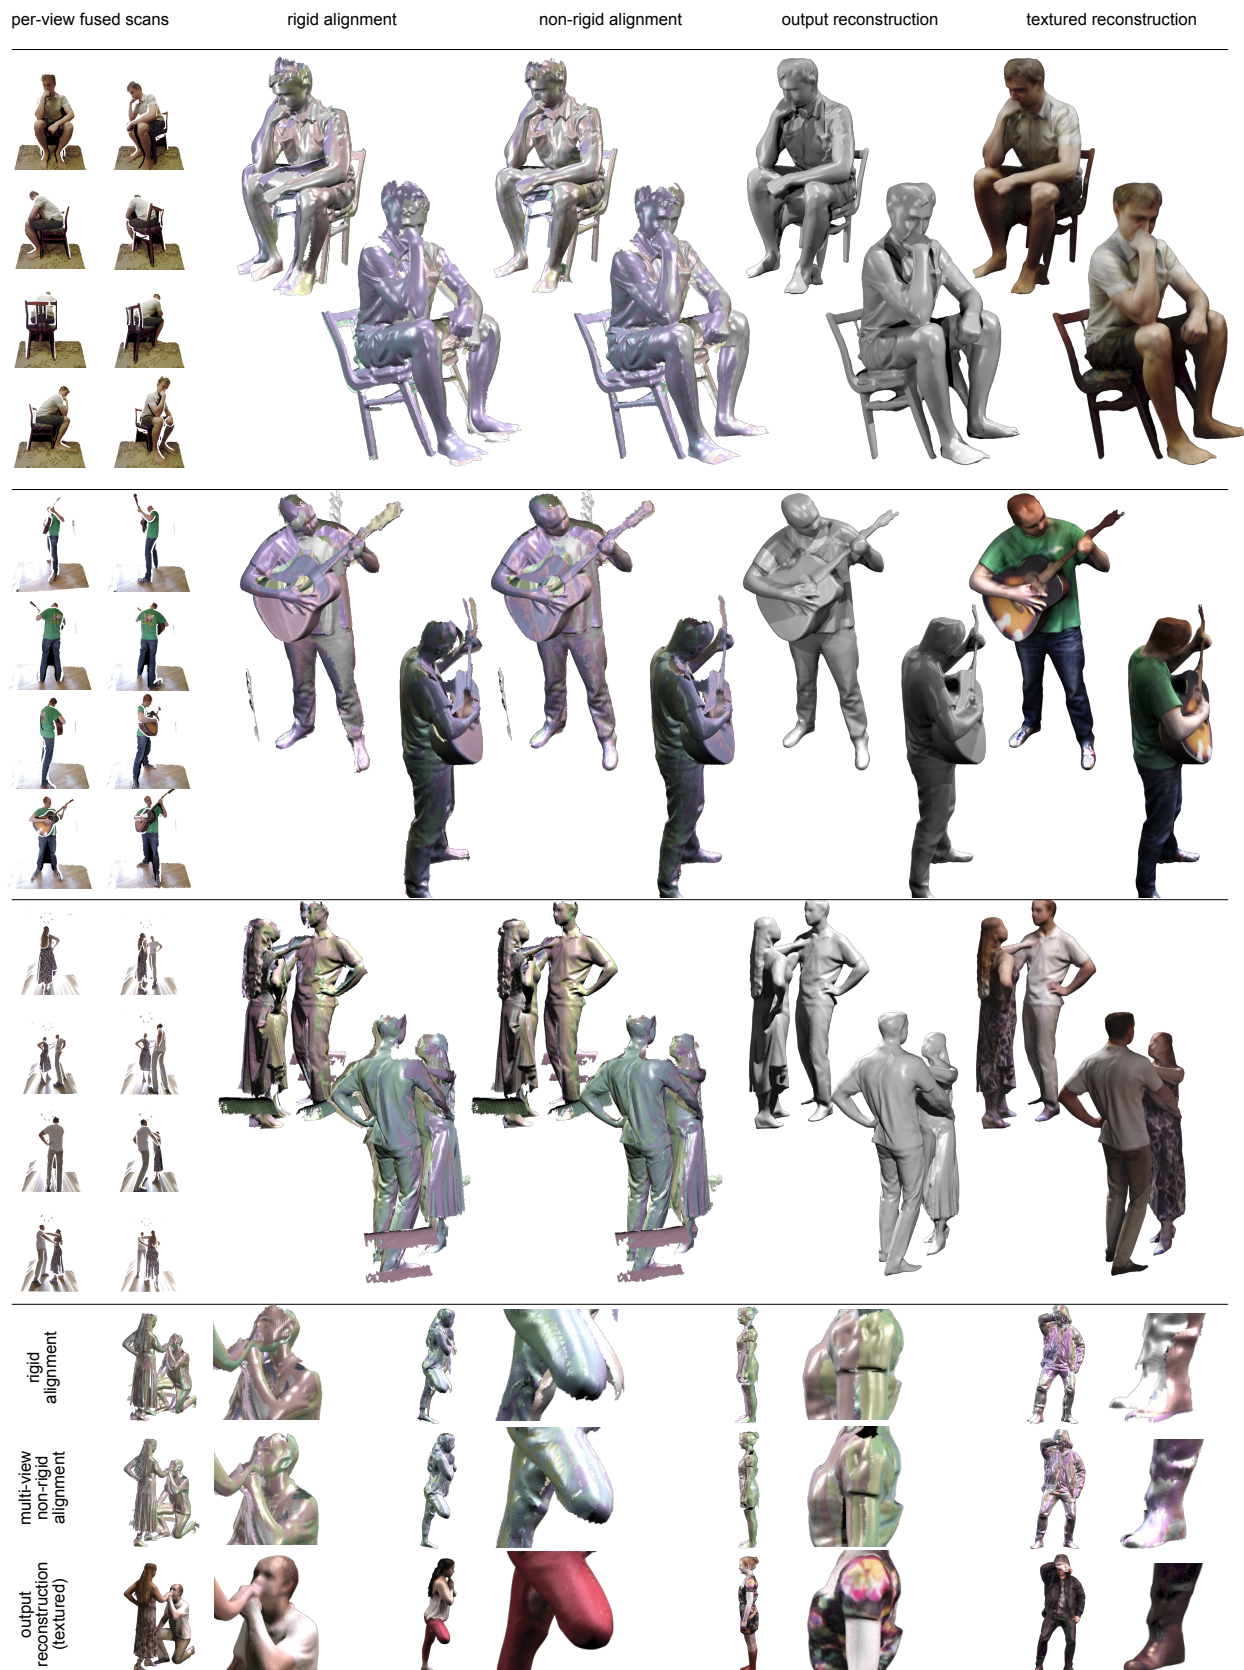 per-view fused scans
rigid alignment
non-rigid alignment
output reconstruction
textured reconstruction
rigid
alignment
multi-view
non-rigid
alignment
output
reconstruction
(textured)